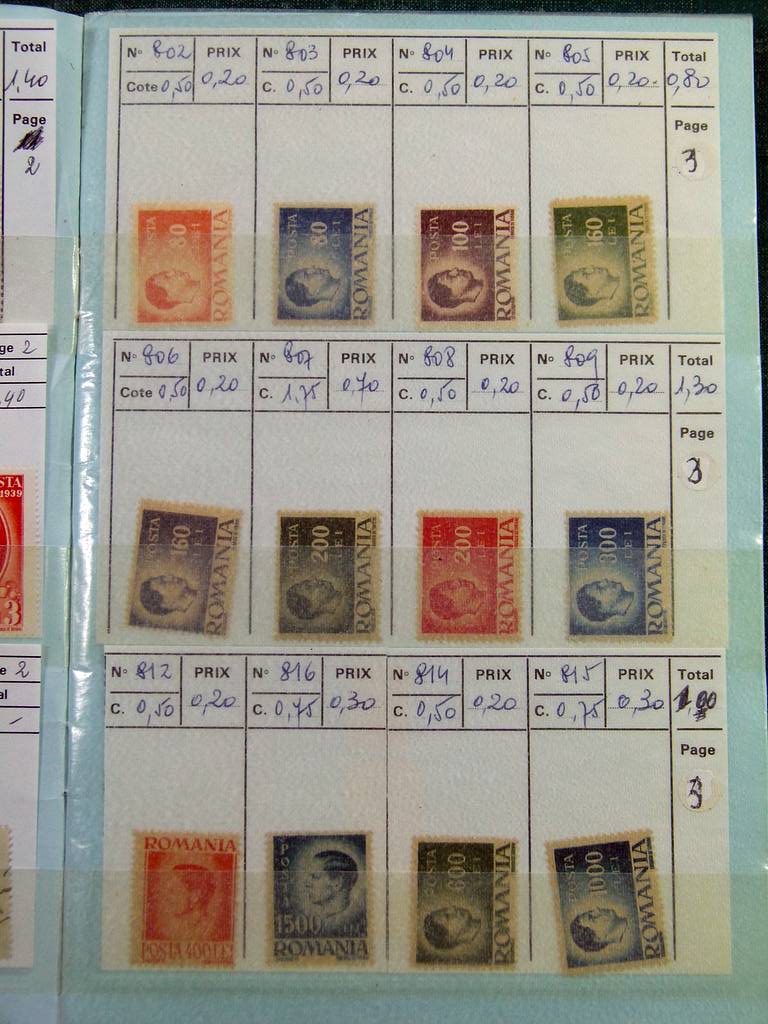 Total
1,40
Page
2
ge 2
tal
,40
STA
1939
3
e 2
al
-
N° 802 PRIX N° 803 PRIX N° 804 PRIX N° 805 PRIX Total
Cote 0,50 0,20 C. 0,50 0,20 C. 0,50 0,20 C. 0,50 0,20 0,80
Page
3
POSTA 80 LEI ROMANIA
POSTA 80 LEI ROMANIA
POSTA 100 LEI ROMANIA
POSTA 160 LEI ROMANIA
N° 806 PRIX N° 807 PRIX N° 808 PRIX N° 809 PRIX Total
Cote 0,50 0,20 C. 1,75 0,70 C. 0,50 0,20 C. 0,50 0,20 1,30
Page
3
POSTA 160 LEI ROMANIA
POSTA 200 LEI ROMANIA
POSTA 200 LEI ROMANIA
POSTA 300 LEI ROMANIA
N° 812 PRIX N° 816 PRIX N° 814 PRIX N° 815 PRIX Total
C. 0,50 0,20 C. 0,75 0,30 C. 0,50 0,20 C. 0,75 0,30
Page
3
ROMANIA
POSTA 400 LEI
POSTA
1500
ROMANIA
POSTA 600 LEI ROMANIA
POSTA 1000 LEI ROMANIA